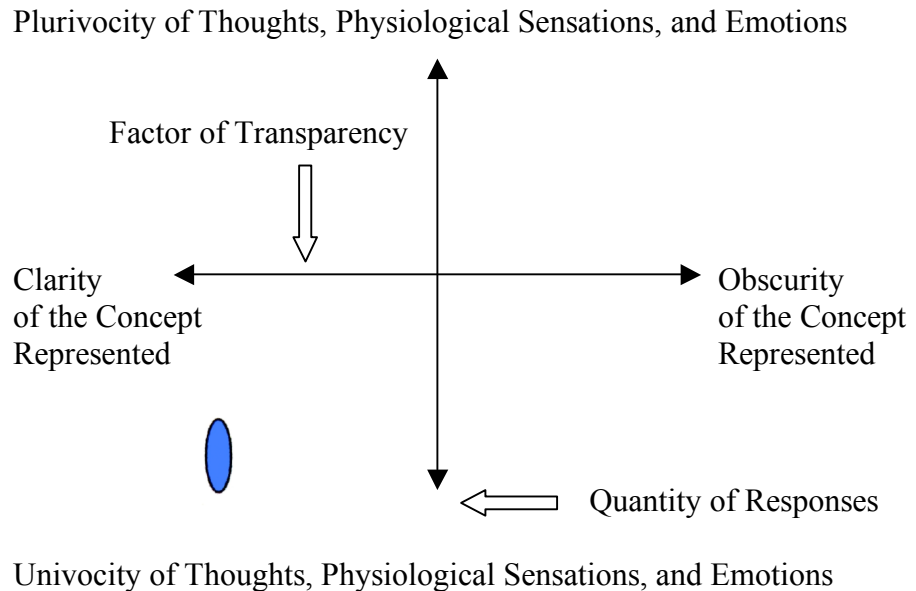 Plurivocity of Thoughts, Physiological Sensations, and Emotions
Factor of Transparency
Clarity
of the Concept
Represented
Obscurity
of the Concept
Represented
Quantity of Responses
Univocity of Thoughts, Physiological Sensations, and Emotions